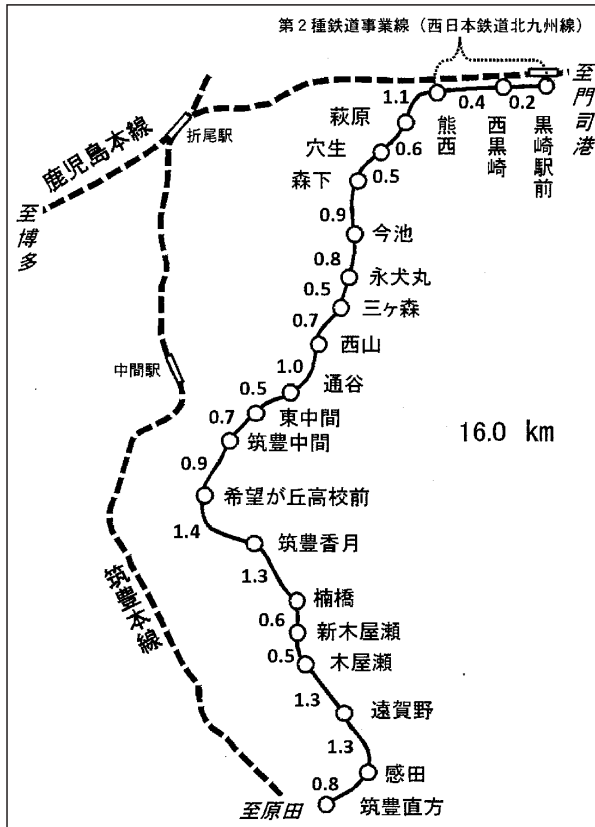 第2種鉄道事業線（西日本鉄道北九州線）
至門司港
1.1
0.4
0.2
折尾駅
萩原
熊西
西黒崎
黒崎駅前
鹿児島本線
0.6
穴生
0.5
森下
至博多
0.9
今池
0.8
永犬丸
0.5
三ヶ森
0.7
西山
中間駅
1.0
通谷
0.5
東中間
0.7
筑豊中間
16.0 km
0.9
希望が丘高校前
1.4
筑豊香月
1.3
筑豊本線
楠橋
0.6
新木屋瀬
0.5
木屋瀬
1.3
遠賀野
1.3
感田
0.8
至原田
筑豊直方